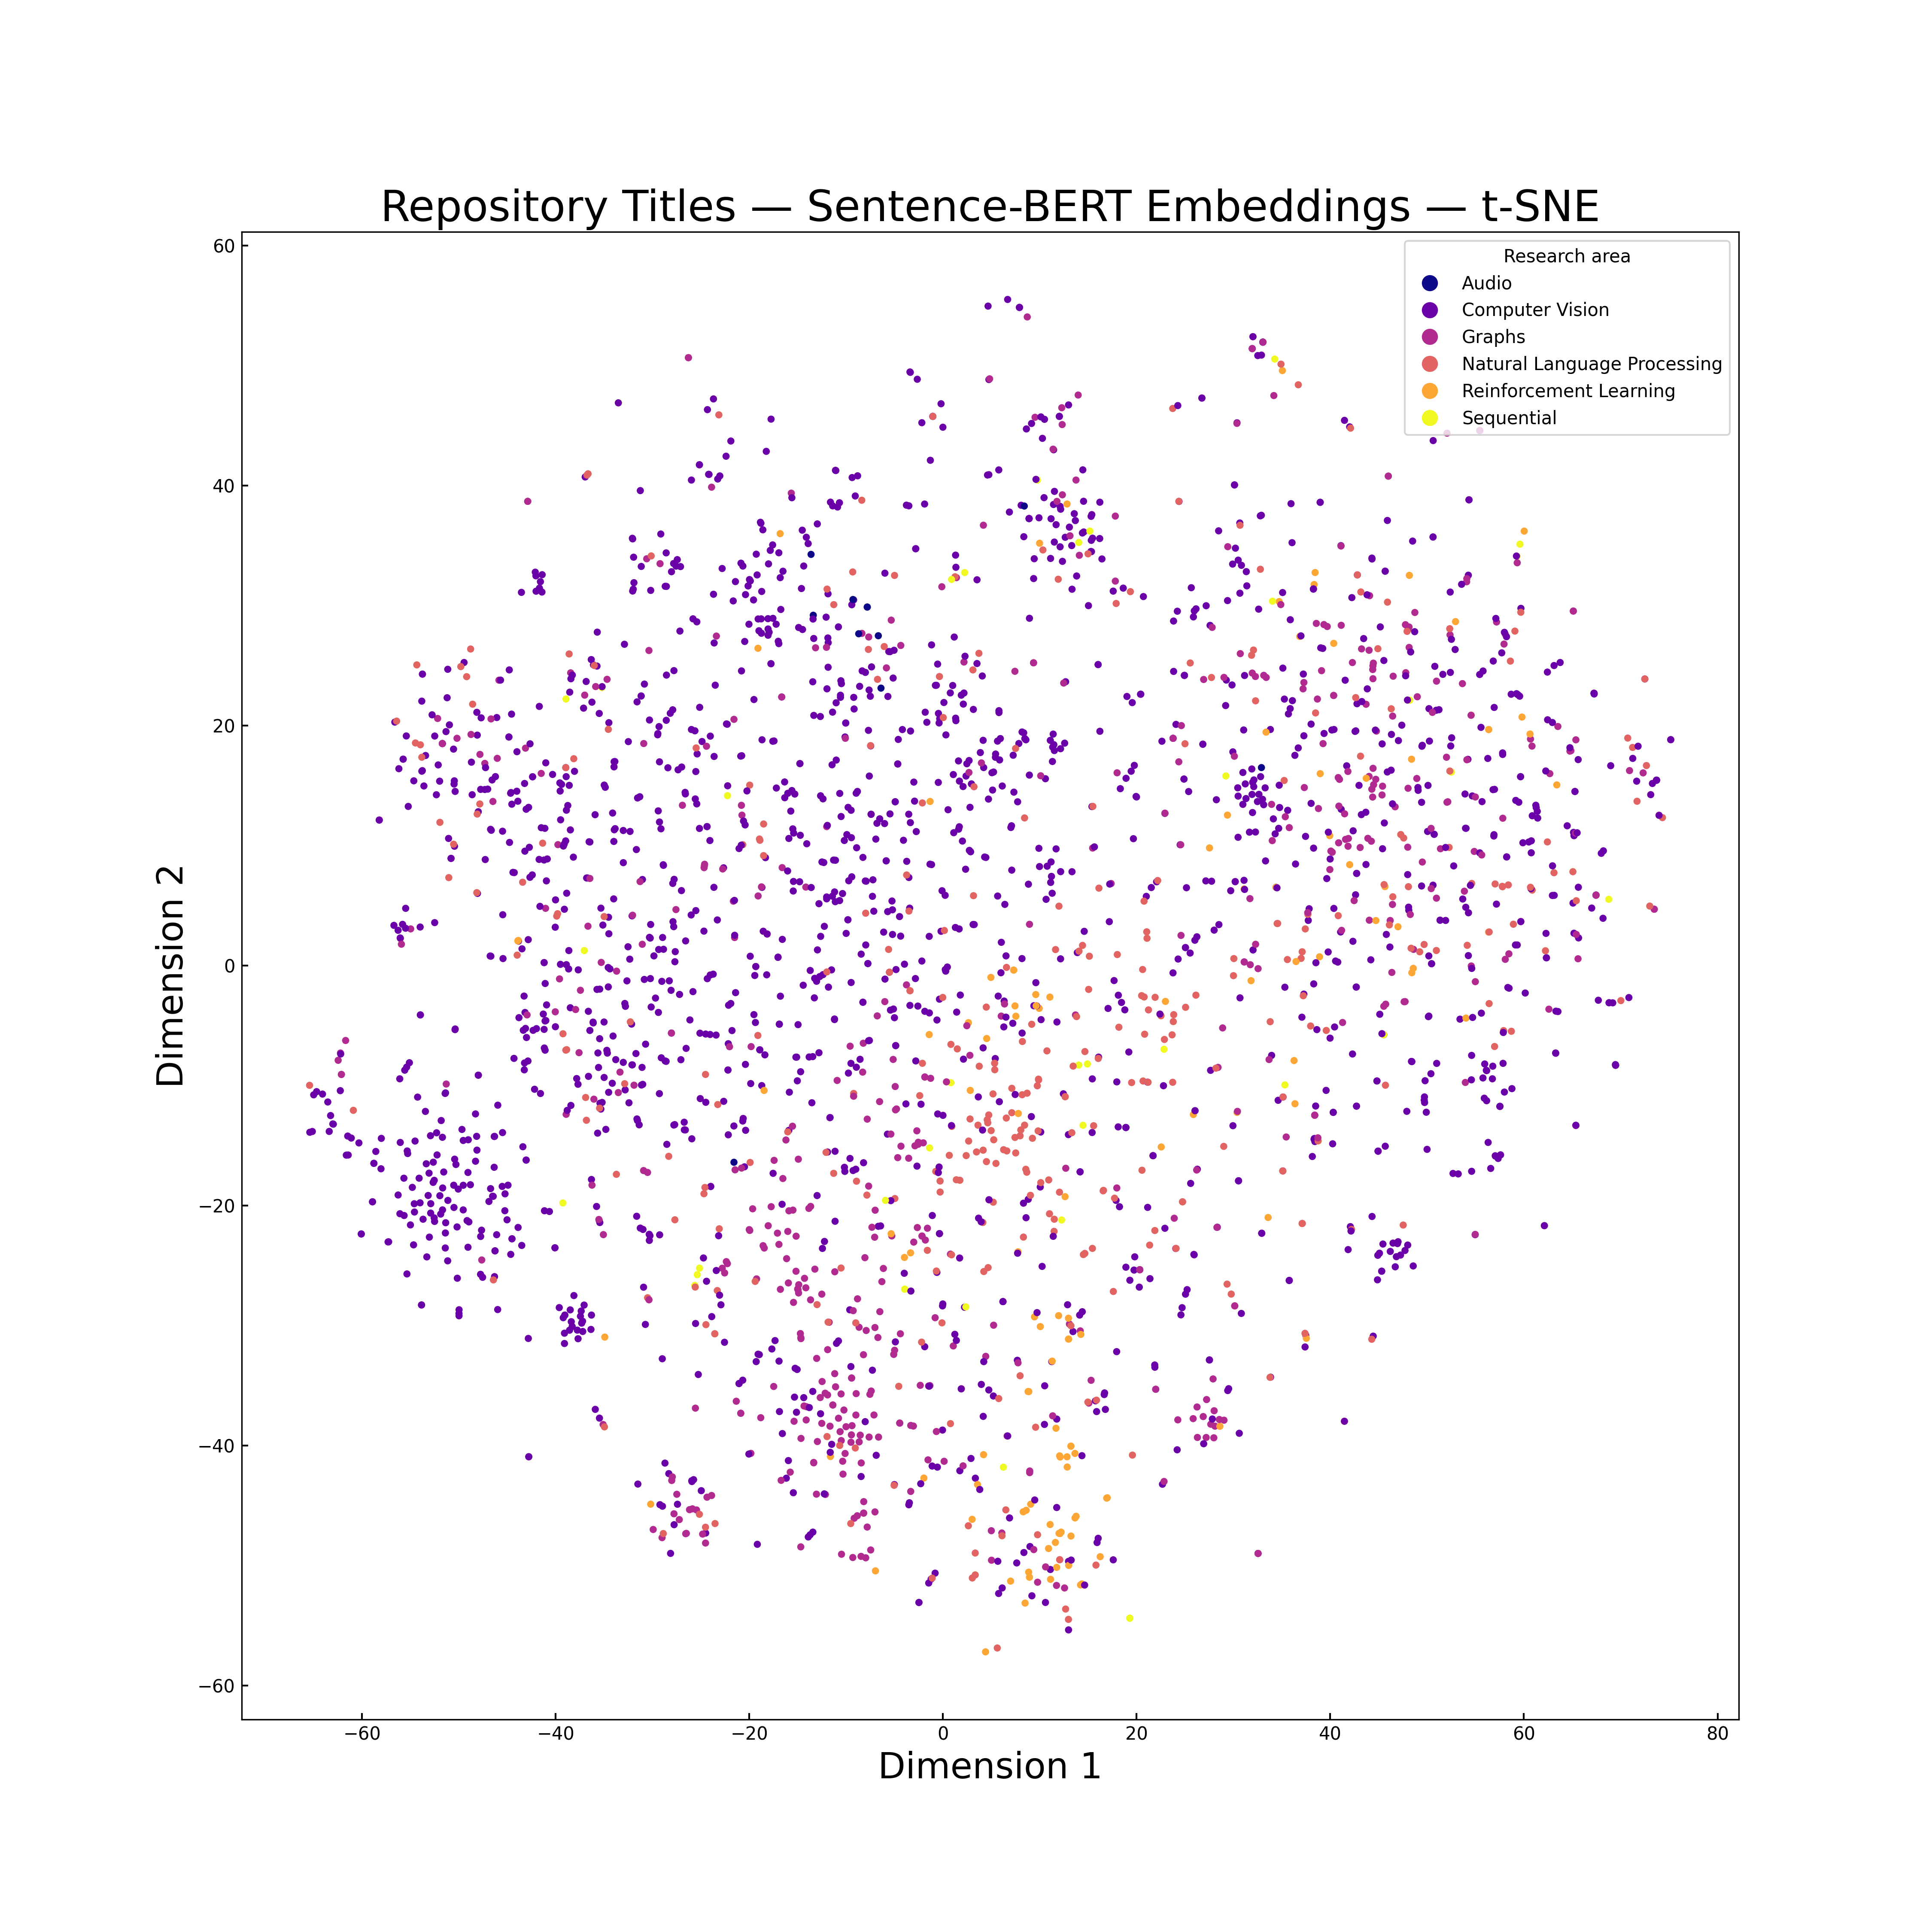 Repository Titles — Sentence-BERT Embeddings — t-SNE
Research area
Audio
Computer Vision
Graphs
Natural Language Processing
Reinforcement Learning
Sequential
60
40
20
0
−20
−40
−60
Dimension 2
−60
−40
−20
0
20
40
60
80
Dimension 1